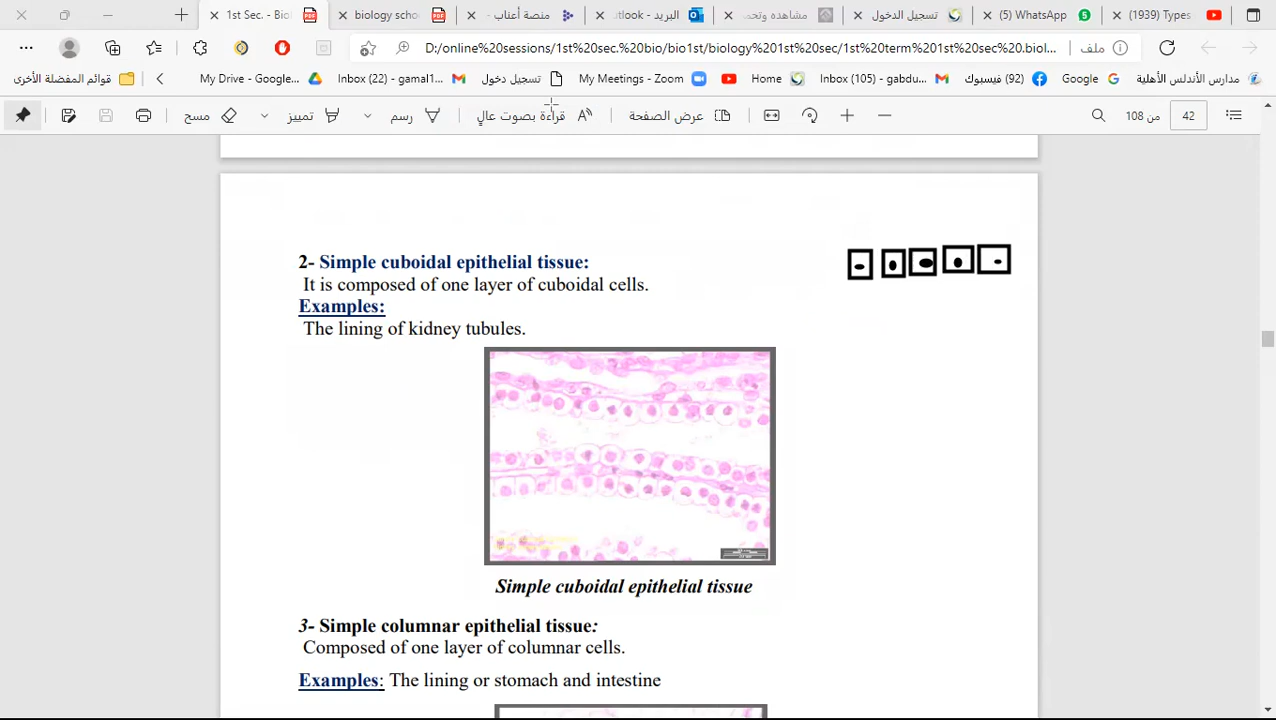 1st Sec. - Bio
biology scho
منصة أعناب -
البريد - utlook
مشاهده وتحم
تسجيل الدخول
(5) WhatsApp
(1939) Types
D:/online%20sessions/1st%20sec.%20bio/bio1st/biology%201st%20sec/1st%20term%201st%20sec%20.bio...
ملف
قوائم المفضلة الأخرى
My Drive - Google...
Inbox (22) - gamal1...
تسجيل دخول
My Meetings - Zoom
Home
Inbox (105) - gabdu...
(92) فيسبوك
Google
مدارس الأندلس الأهلية
مسح
تمييز
رسم
قراءة بصوت عالٍ
عرض الصفحة
من 108
42
2- Simple cuboidal epithelial tissue:
It is composed of one layer of cuboidal cells.
Examples:
The lining of kidney tubules.
Simple cuboidal epithelial tissue
3- Simple columnar epithelial tissue:
Composed of one layer of columnar cells.
Examples: The lining or stomach and intestine